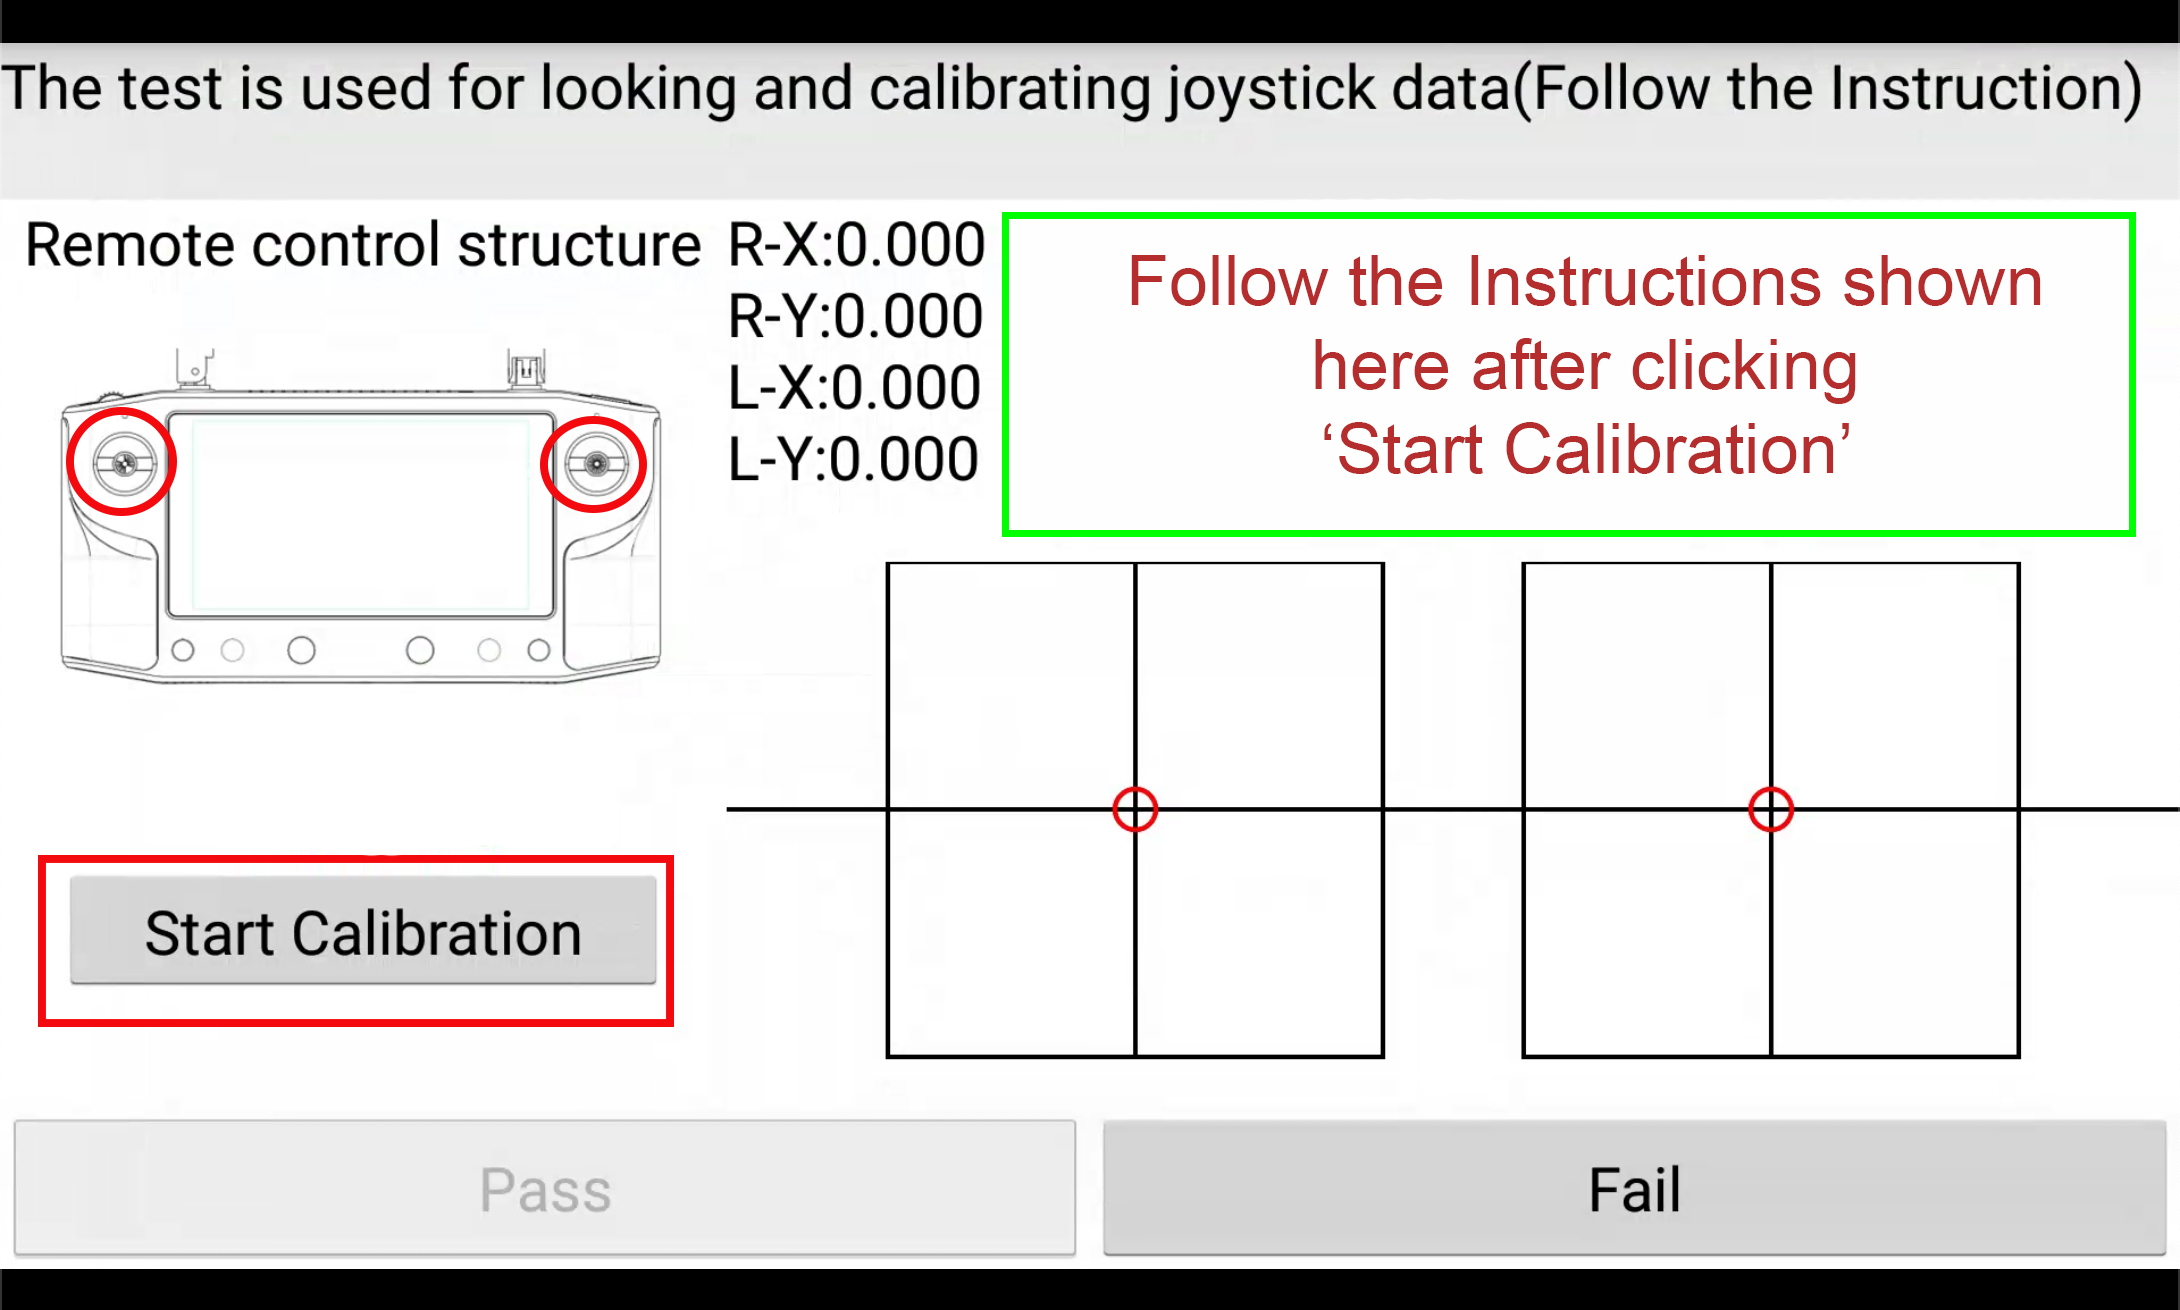 The test is used for looking and calibrating joystick data(Follow the Instruction)
Remote control structure
R-X:0.000
R-Y:0.000
L-X:0.000
L-Y:0.000
Follow the Instructions shown
here after clicking
‘Start Calibration’
Start Calibration
Pass
Fail